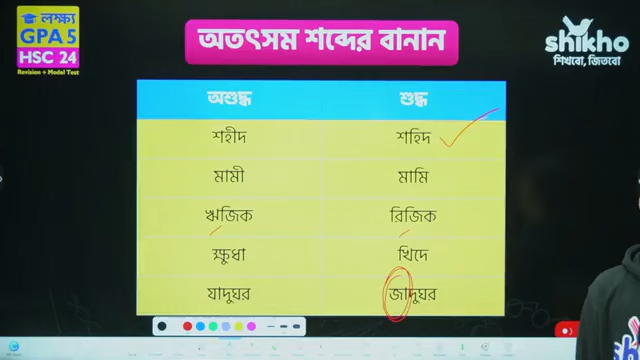 লক্ষ্য
GPA 5
HSC 24
Revision + Model Test
অতৎসম শব্দের বানান
shikho
শিখবো, জিতবো
অশুদ্ধ শুদ্ধ
শহীদ শহিদ
মামী মামি
ঋজিক রিজিক
ক্ষুধা খিদে
যাদুঘর জাদুঘর